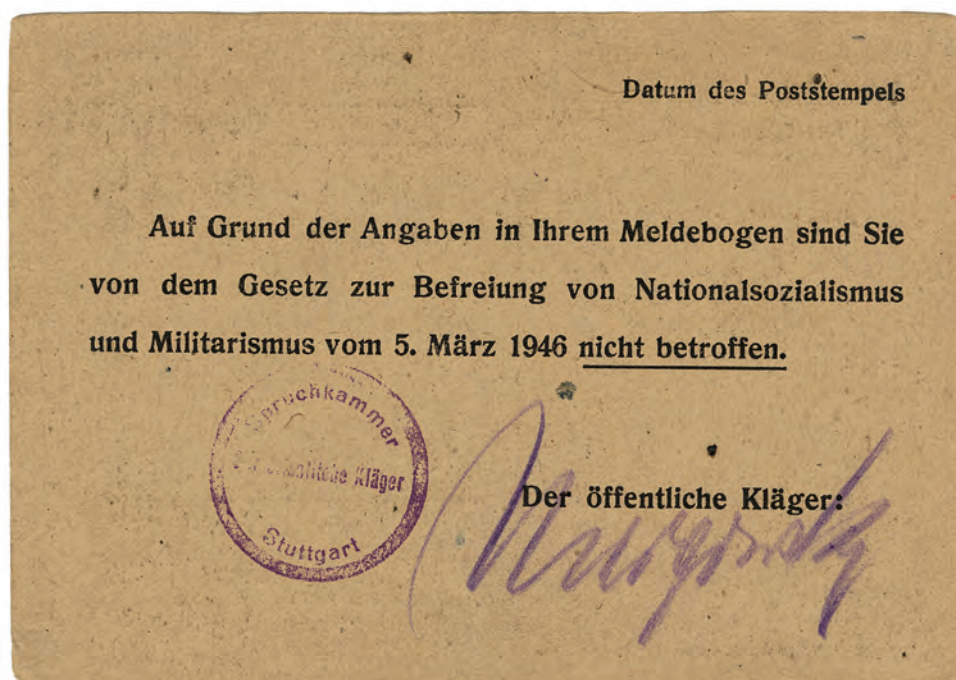 Datum des Poststempels
Auf Grund der Angaben in Ihrem Meldebogen sind Sie
von dem Gesetz zur Befreiung von Nationalsozialismus
und Militarismus vom 5. März 1946 nicht betroffen.
Spruchkammer
öffentliche Kläger
Stuttgart
Der öffentliche Kläger: